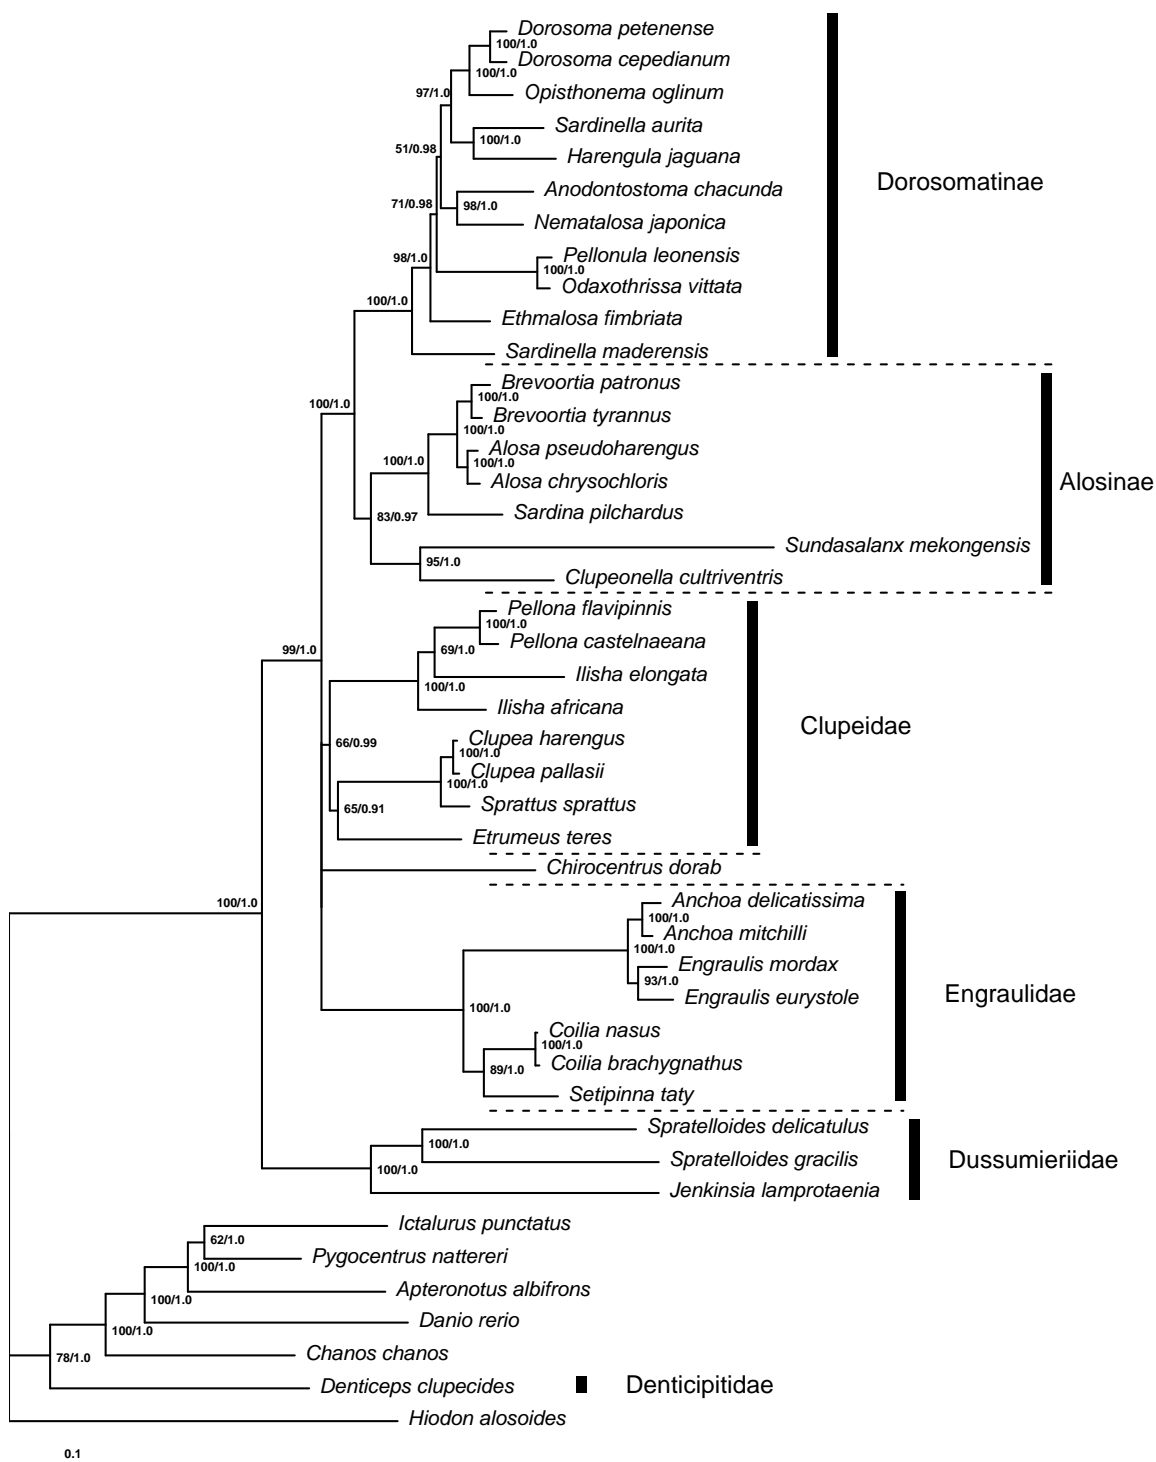 Dorosoma petenense
100/1.0
Dorosoma cepedianum
100/1.0
Opisthonema oglinum
97/1.0
Sardinella aurita
100/1.0
51/0.98
Harengula jaguana
Dorosomatinae
Anodontostoma chacunda
71/0.98
98/1.0
Nematalosa japonica
Pellonula leonensis
98/1.0
100/1.0
Odaxothrissa vittata
100/1.0
Ethmalosa fimbriata
Sardinella maderensis
Brevoortia patronus
100/1.0
100/1.0
Brevoortia tyrannus
100/1.0
Alosa pseudoharengus
100/1.0
100/1.0
Alosa chrysochloris
Alosinae
Sardina pilchardus
83/0.97
Sundasalanx mekongensis
95/1.0
Clupeonella cultriventris
Pellona flavipinnis
100/1.0
Pellona castelnaeana
99/1.0
69/1.0
Ilisha elongata
100/1.0
Ilisha africana
Clupeidae
Clupea harengus
66/0.99
100/1.0
Clupea pallasii
100/1.0
Sprattus sprattus
65/0.91
Etrumeus teres
Chirocentrus dorab
Anchoa delicatissima
100/1.0
100/1.0
Anchoa mitchilli
100/1.0
Engraulis mordax
93/1.0
Engraulis eurystole
Engraulidae
100/1.0
Coilia nasus
100/1.0
Coilia brachygnathus
89/1.0
Setipinna taty
Spratelloides delicatulus
100/1.0
Spratelloides gracilis
Dussumieriidae
100/1.0
Jenkinsia lamprotaenia
Ictalurus punctatus
62/1.0
Pygocentrus nattereri
100/1.0
Apteronotus albifrons
100/1.0
Danio rerio
100/1.0
Chanos chanos
78/1.0
Denticeps clupecides
Denticipitidae
Hiodon alosoides
0.1